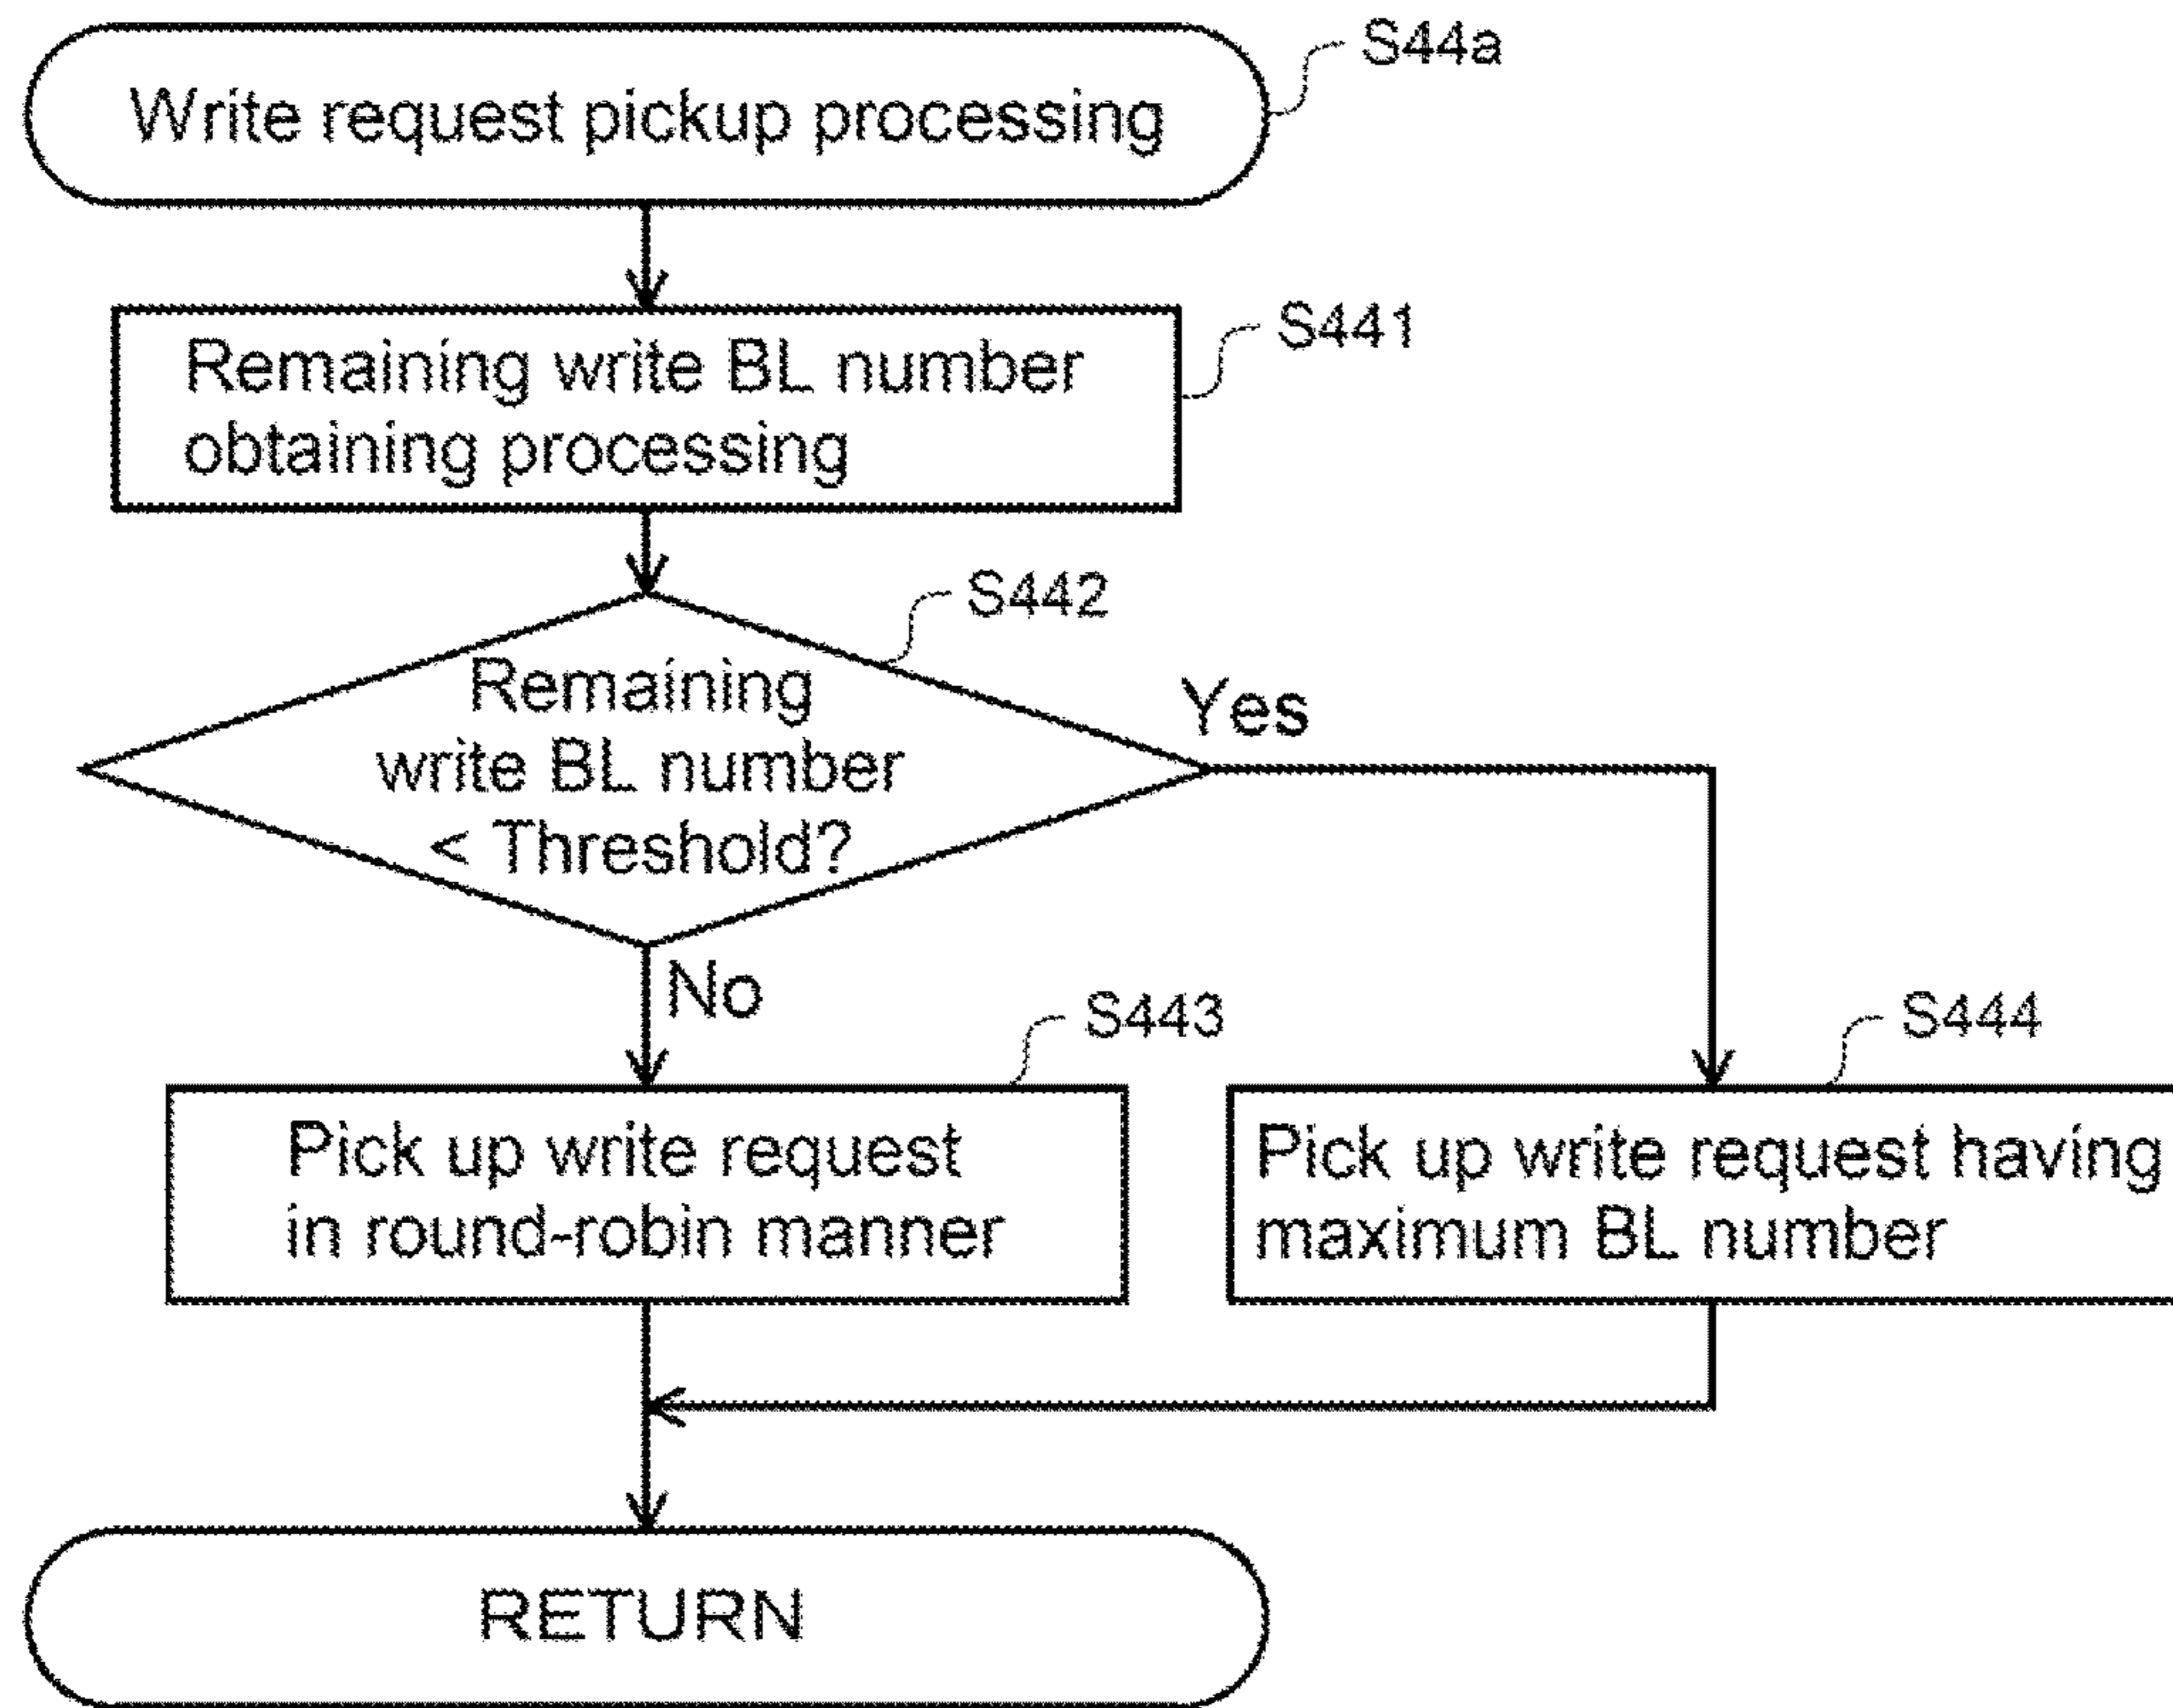 S44a
Write request pickup processing
S441
Remaining write BL number
obtaining processing
S442
Remaining
write BL number
< Threshold?
Yes
No
S443
Pick up write request
in round-robin manner
S444
Pick up write request having
maximum BL number
RETURN